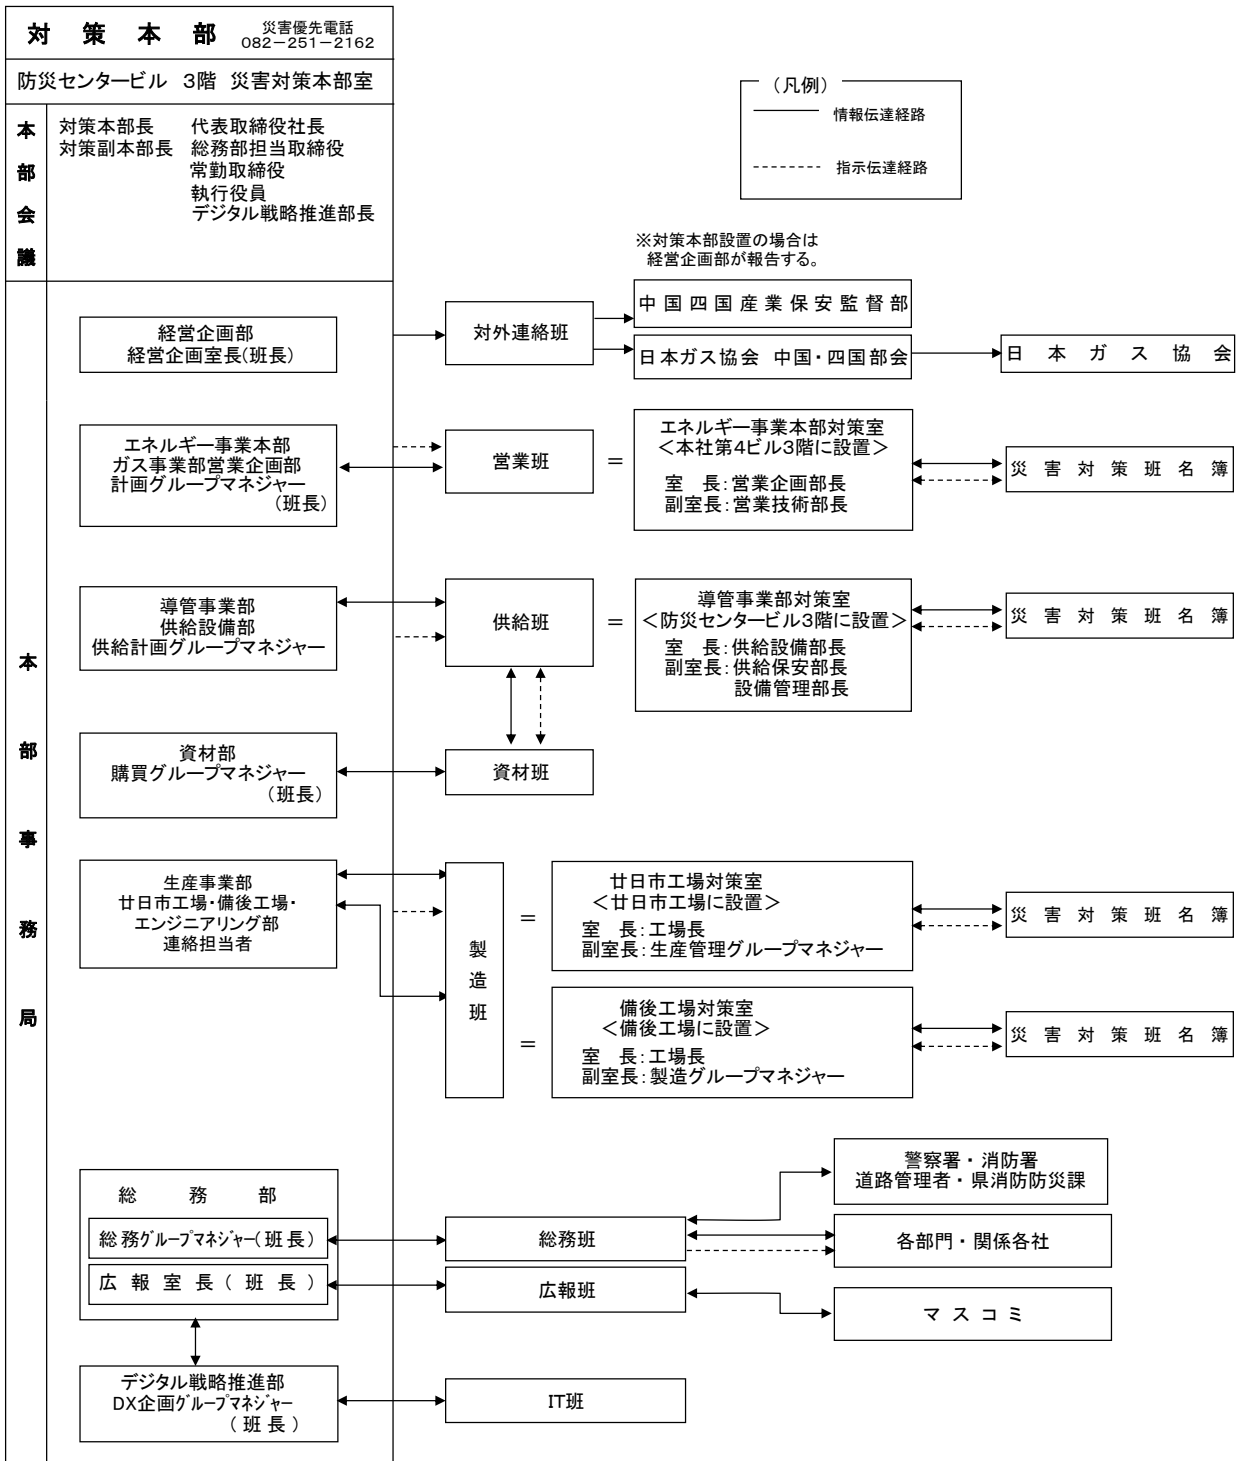 対策本部
災害優先電話
082-251-2162
防災センタービル 3階 災害対策本部室
本部会議
対策本部長 代表取締役社長
対策副本部長 総務部担当取締役
常勤取締役
執行役員
デジタル戦略推進部長
(凡例)
情報伝達経路
指示伝達経路
※対策本部設置の場合は
経営企画部が報告する。
本部事務局
経営企画部
経営企画室長(班長)
対外連絡班
中国四国産業保安監督部
日本ガス協会 中国・四国部会
日本ガス協会
エネルギー事業本部
ガス事業部営業企画部
計画グループマネジャー
(班長)
営業班
=
エネルギー事業本部対策室
<本社第4ビル3階に設置>
室 長:営業企画部長
副室長:営業技術部長
災害対策班名簿
導管事業部
供給設備部
供給計画グループマネジャー
供給班
=
導管事業部対策室
<防災センタービル3階に設置>
室 長:供給設備部長
副室長:供給保安部長
設備管理部長
災害対策班名簿
資材部
購買グループマネジャー
(班長)
資材班
生産事業部
廿日市工場・備後工場・
エンジニアリング部
連絡担当者
製造班
=
廿日市工場対策室
<廿日市工場に設置>
室 長:工場長
副室長:生産管理グループマネジャー
災害対策班名簿
=
備後工場対策室
<備後工場に設置>
室 長:工場長
副室長:製造グループマネジャー
災害対策班名簿
総務部
総務グループマネジャー(班長)
広報室長(班長)
総務班
広報班
警察署・消防署
道路管理者・県消防防災課
各部門・関係各社
マスコミ
デジタル戦略推進部
DX企画グループマネジャー
(班長)
IT班